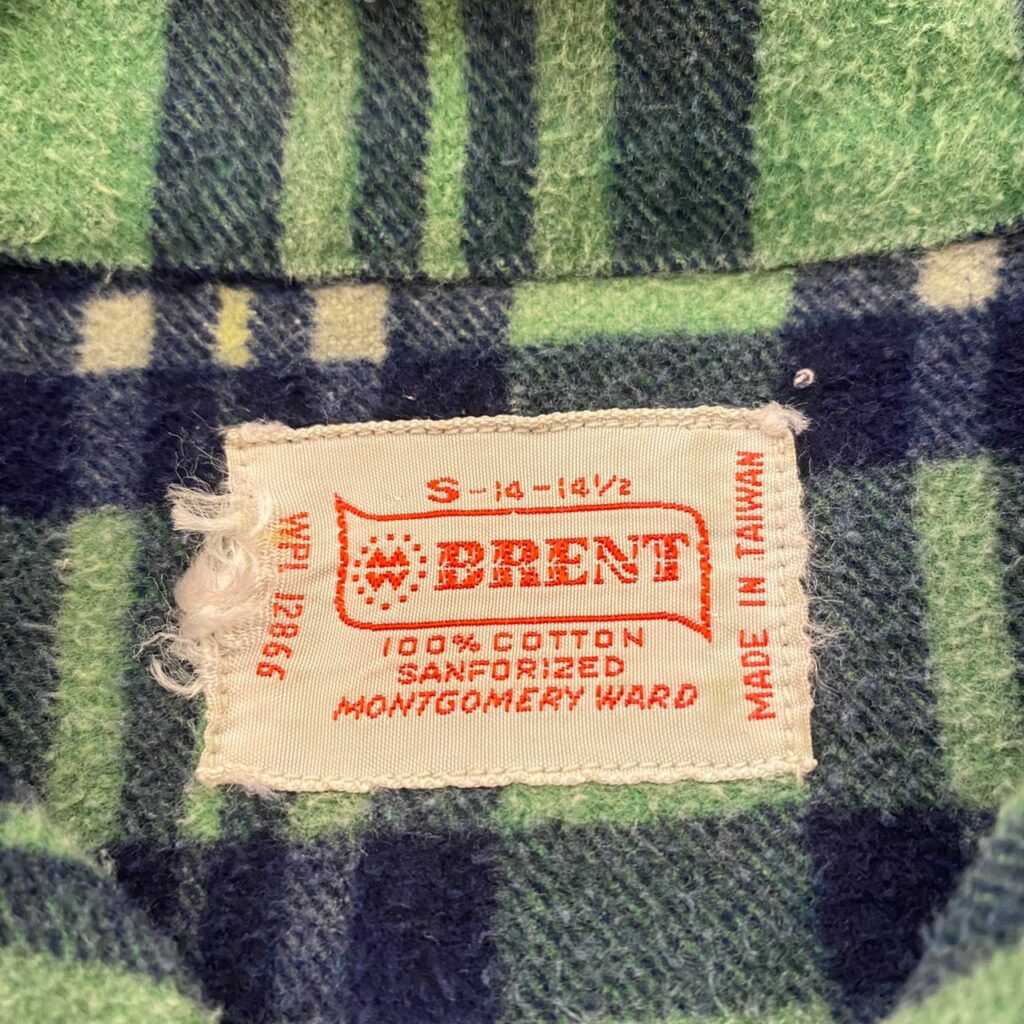 S-14-14½
BRENT
100% COTTON
SANFORIZED
MONTGOMERY WARD
WPL 12866
MADE IN TAIWAN